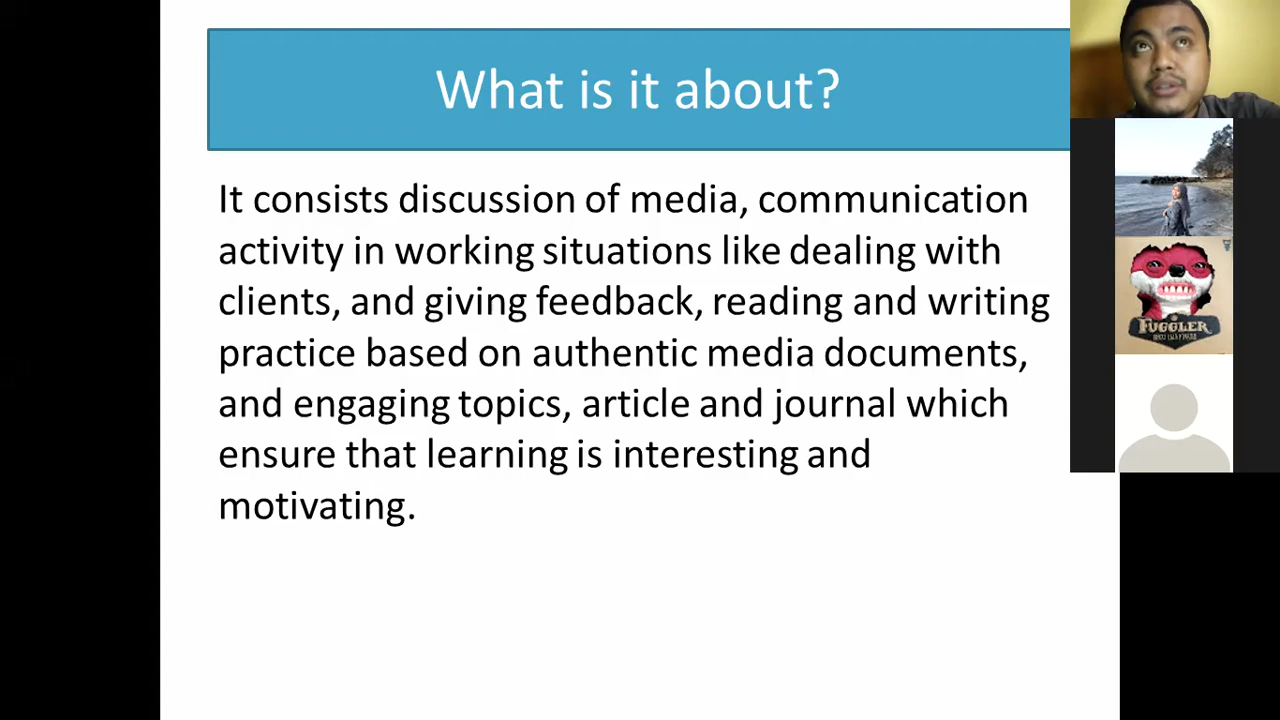 What is it about?
It consists discussion of media, communication
activity in working situations like dealing with
clients, and giving feedback, reading and writing
practice based on authentic media documents,
and engaging topics, article and journal which
ensure that learning is interesting and
motivating.
FUGGLER